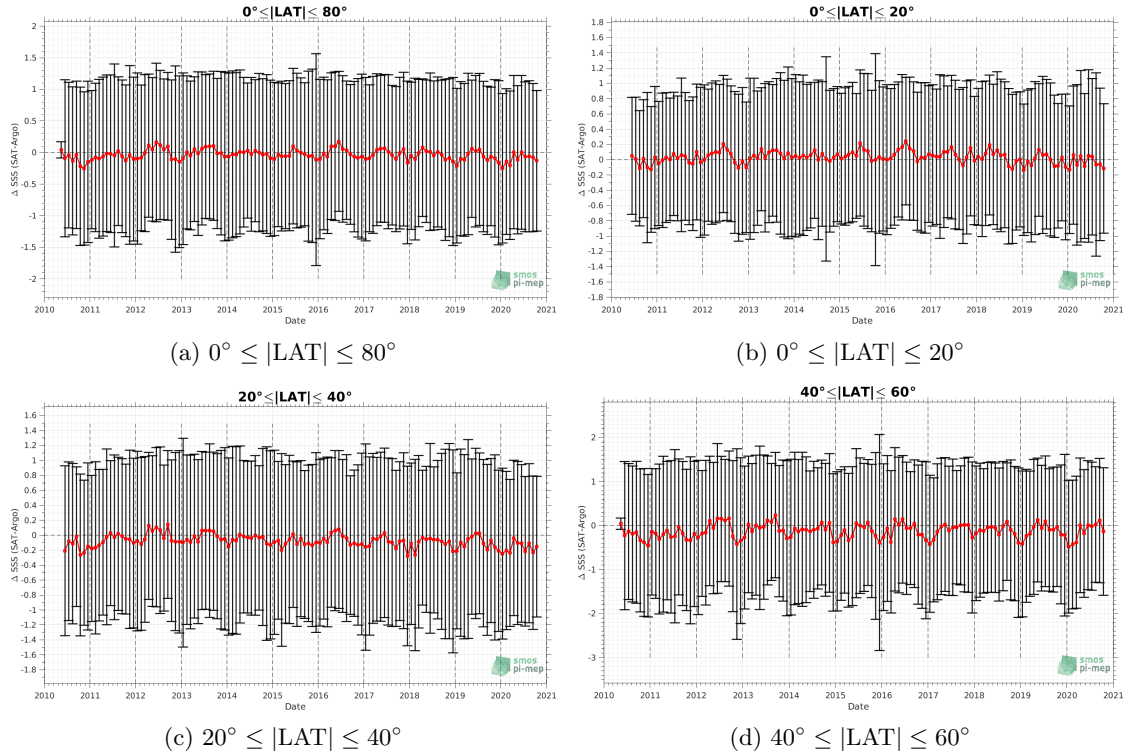 0°≤|LAT|≤ 80°
Δ SSS (SAT-Argo)
2
1.5
1
0.5
0
-0.5
-1
-1.5
-2
2010 2011 2012 2013 2014 2015 2016 2017 2018 2019 2020 2021
Date
smos
pi-mep
(a) 0° ≤ |LAT| ≤ 80°
0°≤|LAT|≤ 20°
Δ SSS (SAT-Argo)
1.8
1.6
1.4
1.2
1
0.8
0.6
0.4
0.2
0
-0.2
-0.4
-0.6
-0.8
-1
-1.2
-1.4
-1.6
-1.8
2010 2011 2012 2013 2014 2015 2016 2017 2018 2019 2020 2021
Date
smos
pi-mep
(b) 0° ≤ |LAT| ≤ 20°
20°≤|LAT|≤ 40°
Δ SSS (SAT-Argo)
1.6
1.4
1.2
1
0.8
0.6
0.4
0.2
0
-0.2
-0.4
-0.6
-0.8
-1
-1.2
-1.4
-1.6
-1.8
2010 2011 2012 2013 2014 2015 2016 2017 2018 2019 2020 2021
Date
smos
pi-mep
(c) 20° ≤ |LAT| ≤ 40°
40°≤|LAT|≤ 60°
Δ SSS (SAT-Argo)
2
1
0
-1
-2
-3
2010 2011 2012 2013 2014 2015 2016 2017 2018 2019 2020 2021
Date
smos
pi-mep
(d) 40° ≤ |LAT| ≤ 60°